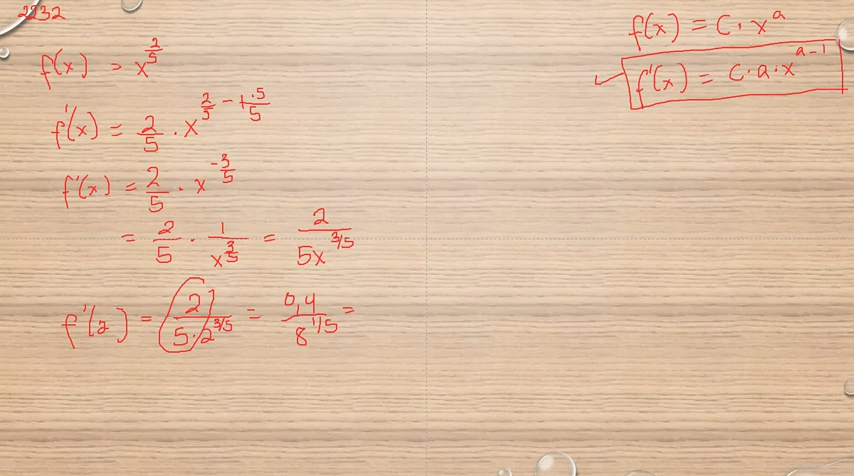 2232
f(x) = x^(2/5)
f'(x) = 2/5 · x^(2/5 - 1·5/5)
f'(x) = 2/5 · x^(-3/5)
= 2/5 · 1/x^(3/5) = 2/(5x^(3/5))
f'(2) = 2/(5·2^(3/5)) = 0,4/8^(1/5) =
f(x) = C · x^a
f'(x) = C·a·x^(a-1)